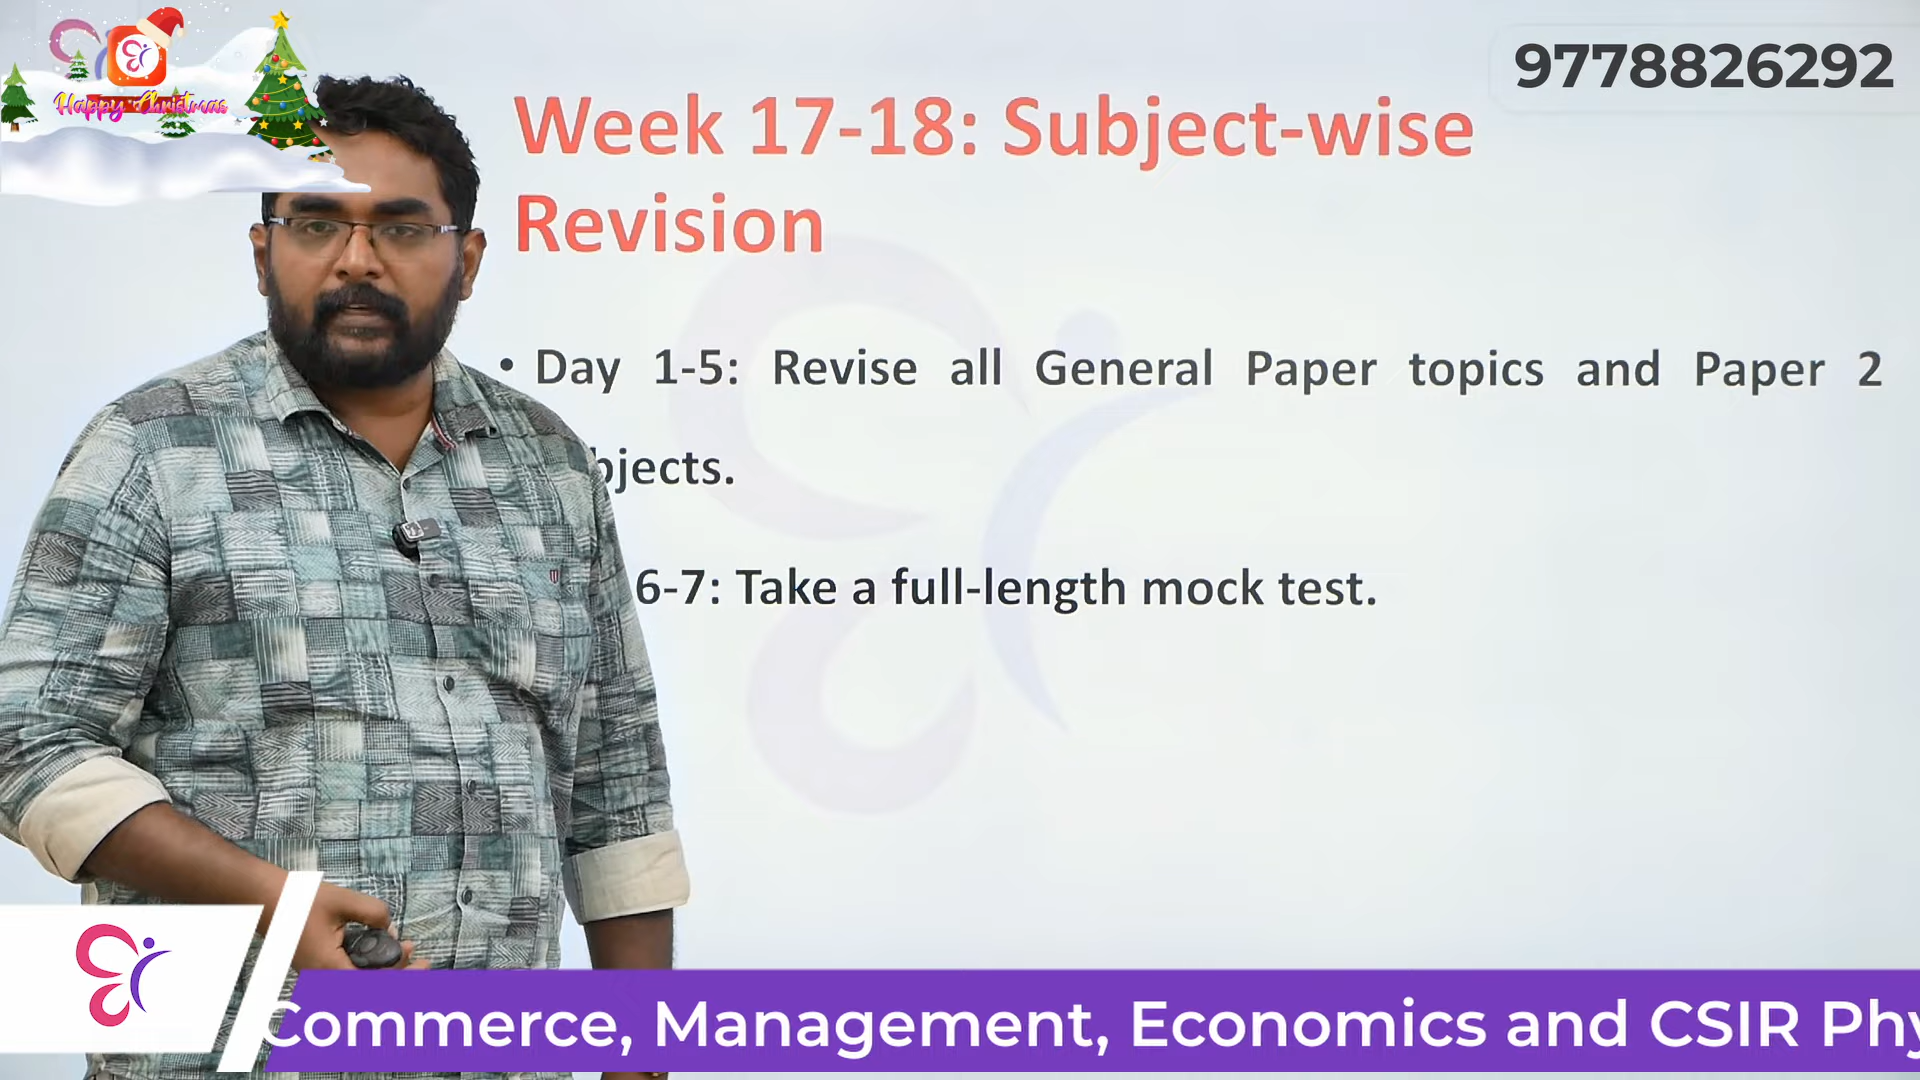 Happy Christmas
9778826292
Week 17-18: Subject-wise
Revision
• Day 1-5: Revise all General Paper topics and Paper 2
bjects.
6-7: Take a full-length mock test.
Commerce, Management, Economics and CSIR Phy